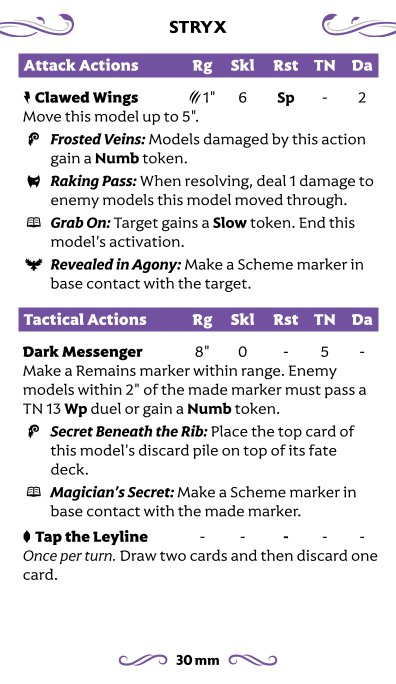 STRYX
Attack Actions Rg Skl Rst TN Da
Clawed Wings 1" 6 Sp - 2
Move this model up to 5".
Frosted Veins: Models damaged by this action
gain a Numb token.
Raking Pass: When resolving, deal 1 damage to
enemy models this model moved through.
Grab On: Target gains a Slow token. End this
model's activation.
Revealed in Agony: Make a Scheme marker in
base contact with the target.
Tactical Actions Rg Skl Rst TN Da
Dark Messenger 8" 0 - 5 -
Make a Remains marker within range. Enemy
models within 2" of the made marker must pass a
TN 13 Wp duel or gain a Numb token.
Secret Beneath the Rib: Place the top card of
this model's discard pile on top of its fate
deck.
Magician's Secret: Make a Scheme marker in
base contact with the made marker.
Tap the Leyline - - - - -
Once per turn. Draw two cards and then discard one
card.
30 mm